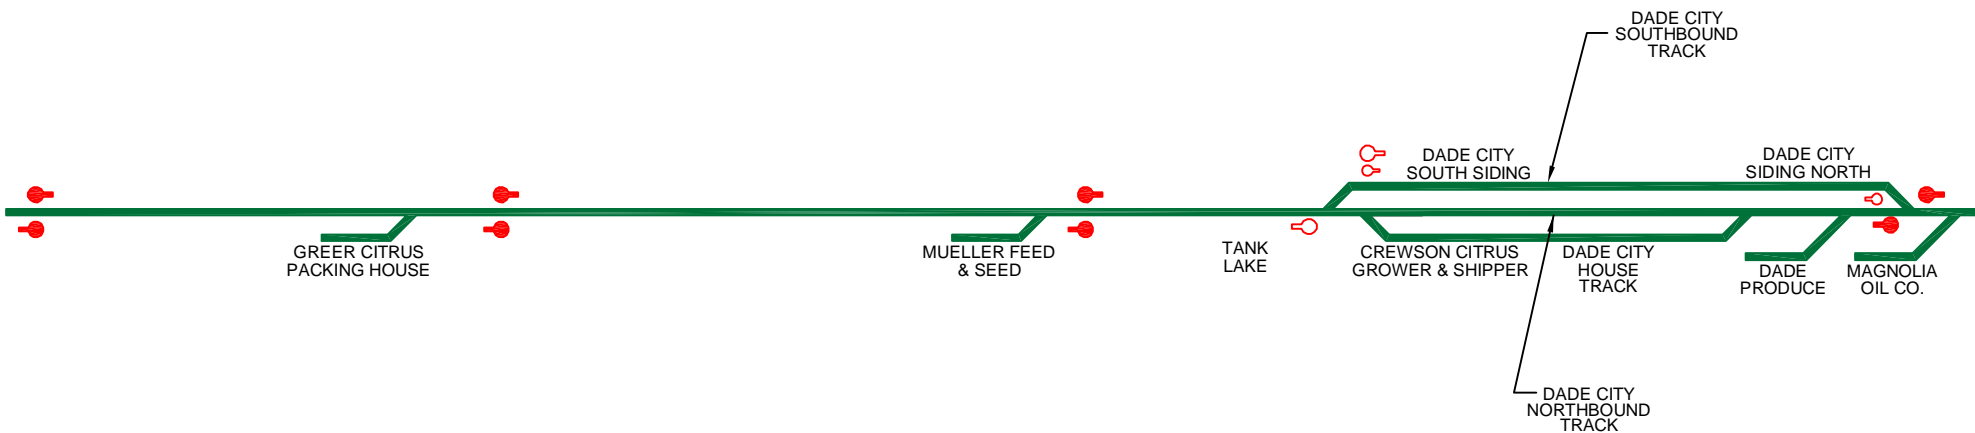 DADE CITY
SOUTHBOUND
TRACK
DADE CITY
SOUTH SIDING
DADE CITY
SIDING NORTH
GREER CITRUS
PACKING HOUSE
MUELLER FEED
& SEED
TANK
LAKE
CREWSON CITRUS
GROWER & SHIPPER
DADE CITY
HOUSE
TRACK
DADE
PRODUCE
MAGNOLIA
OIL CO.
DADE CITY
NORTHBOUND
TRACK